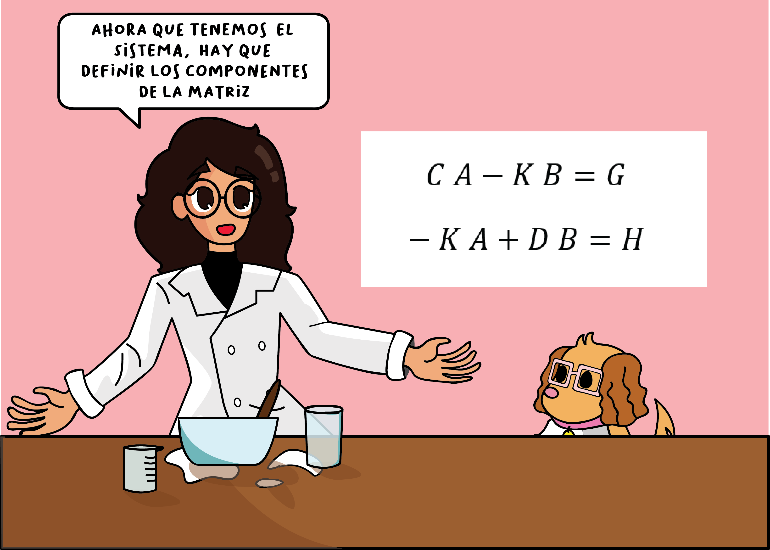 AHORA QUE TENEMOS EL
SISTEMA, HAY QUE
DEFINIR LOS COMPONENTES
DE LA MATRIZ
C A − K B = G
− K A + D B = H